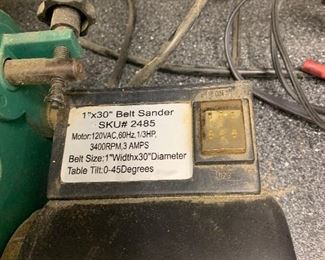 1"x30" Belt Sander
SKU# 2485
Motor:120VAC,60Hz,1/3HP,
3400RPM,3 AMPS
Belt Size:1"Widthx30"Diameter
Table Tilt:0-45Degrees
ON